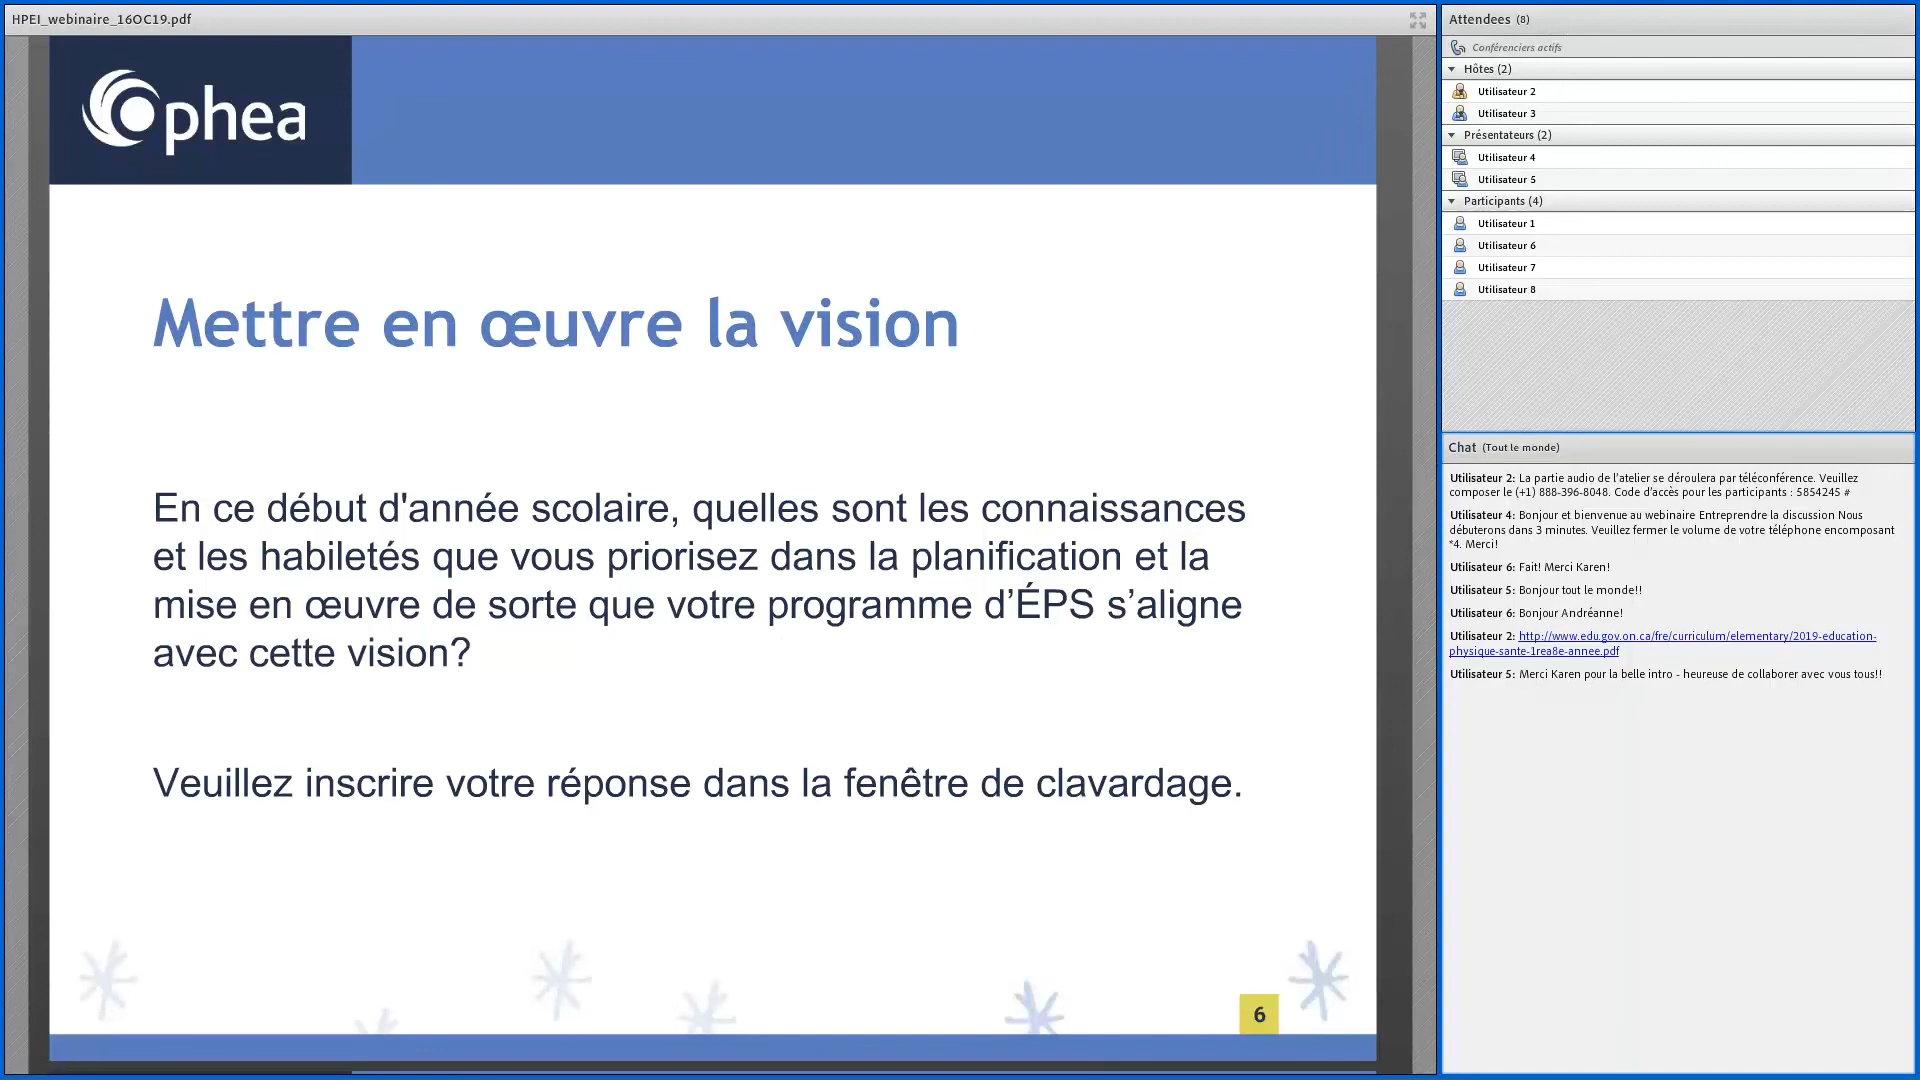 HPEI_webinaire_16OC19.pdf
Ophea
Mettre en œuvre la vision
En ce début d'année scolaire, quelles sont les connaissances
et les habiletés que vous priorisez dans la planification et la
mise en œuvre de sorte que votre programme d’ÉPS s’aligne
avec cette vision?
Veuillez inscrire votre réponse dans la fenêtre de clavardage.
6
Attendees (8)
Conférenciers actifs
Hôtes (2)
Utilisateur 2
Utilisateur 3
Présentateurs (2)
Utilisateur 4
Utilisateur 5
Participants (4)
Utilisateur 1
Utilisateur 6
Utilisateur 7
Utilisateur 8
Chat (Tout le monde)
Utilisateur 2: La partie audio de l’atelier se déroulera par téléconférence. Veuillez
composer le (+1) 888-396-8048. Code d’accès pour les participants : 5854245 #
Utilisateur 4: Bonjour et bienvenue au webinaire Entreprendre la discussion Nous
débuterons dans 3 minutes. Veuillez fermer le volume de votre téléphone encomposant
*4. Merci!
Utilisateur 6: Fait! Merci Karen!
Utilisateur 5: Bonjour tout le monde!!
Utilisateur 6: Bonjour Andréanne!
Utilisateur 2: http://www.edu.gov.on.ca/fre/curriculum/elementary/2019-education-
physique-sante-1rea8e-annee.pdf
Utilisateur 5: Merci Karen pour la belle intro - heureuse de collaborer avec vous tous!!